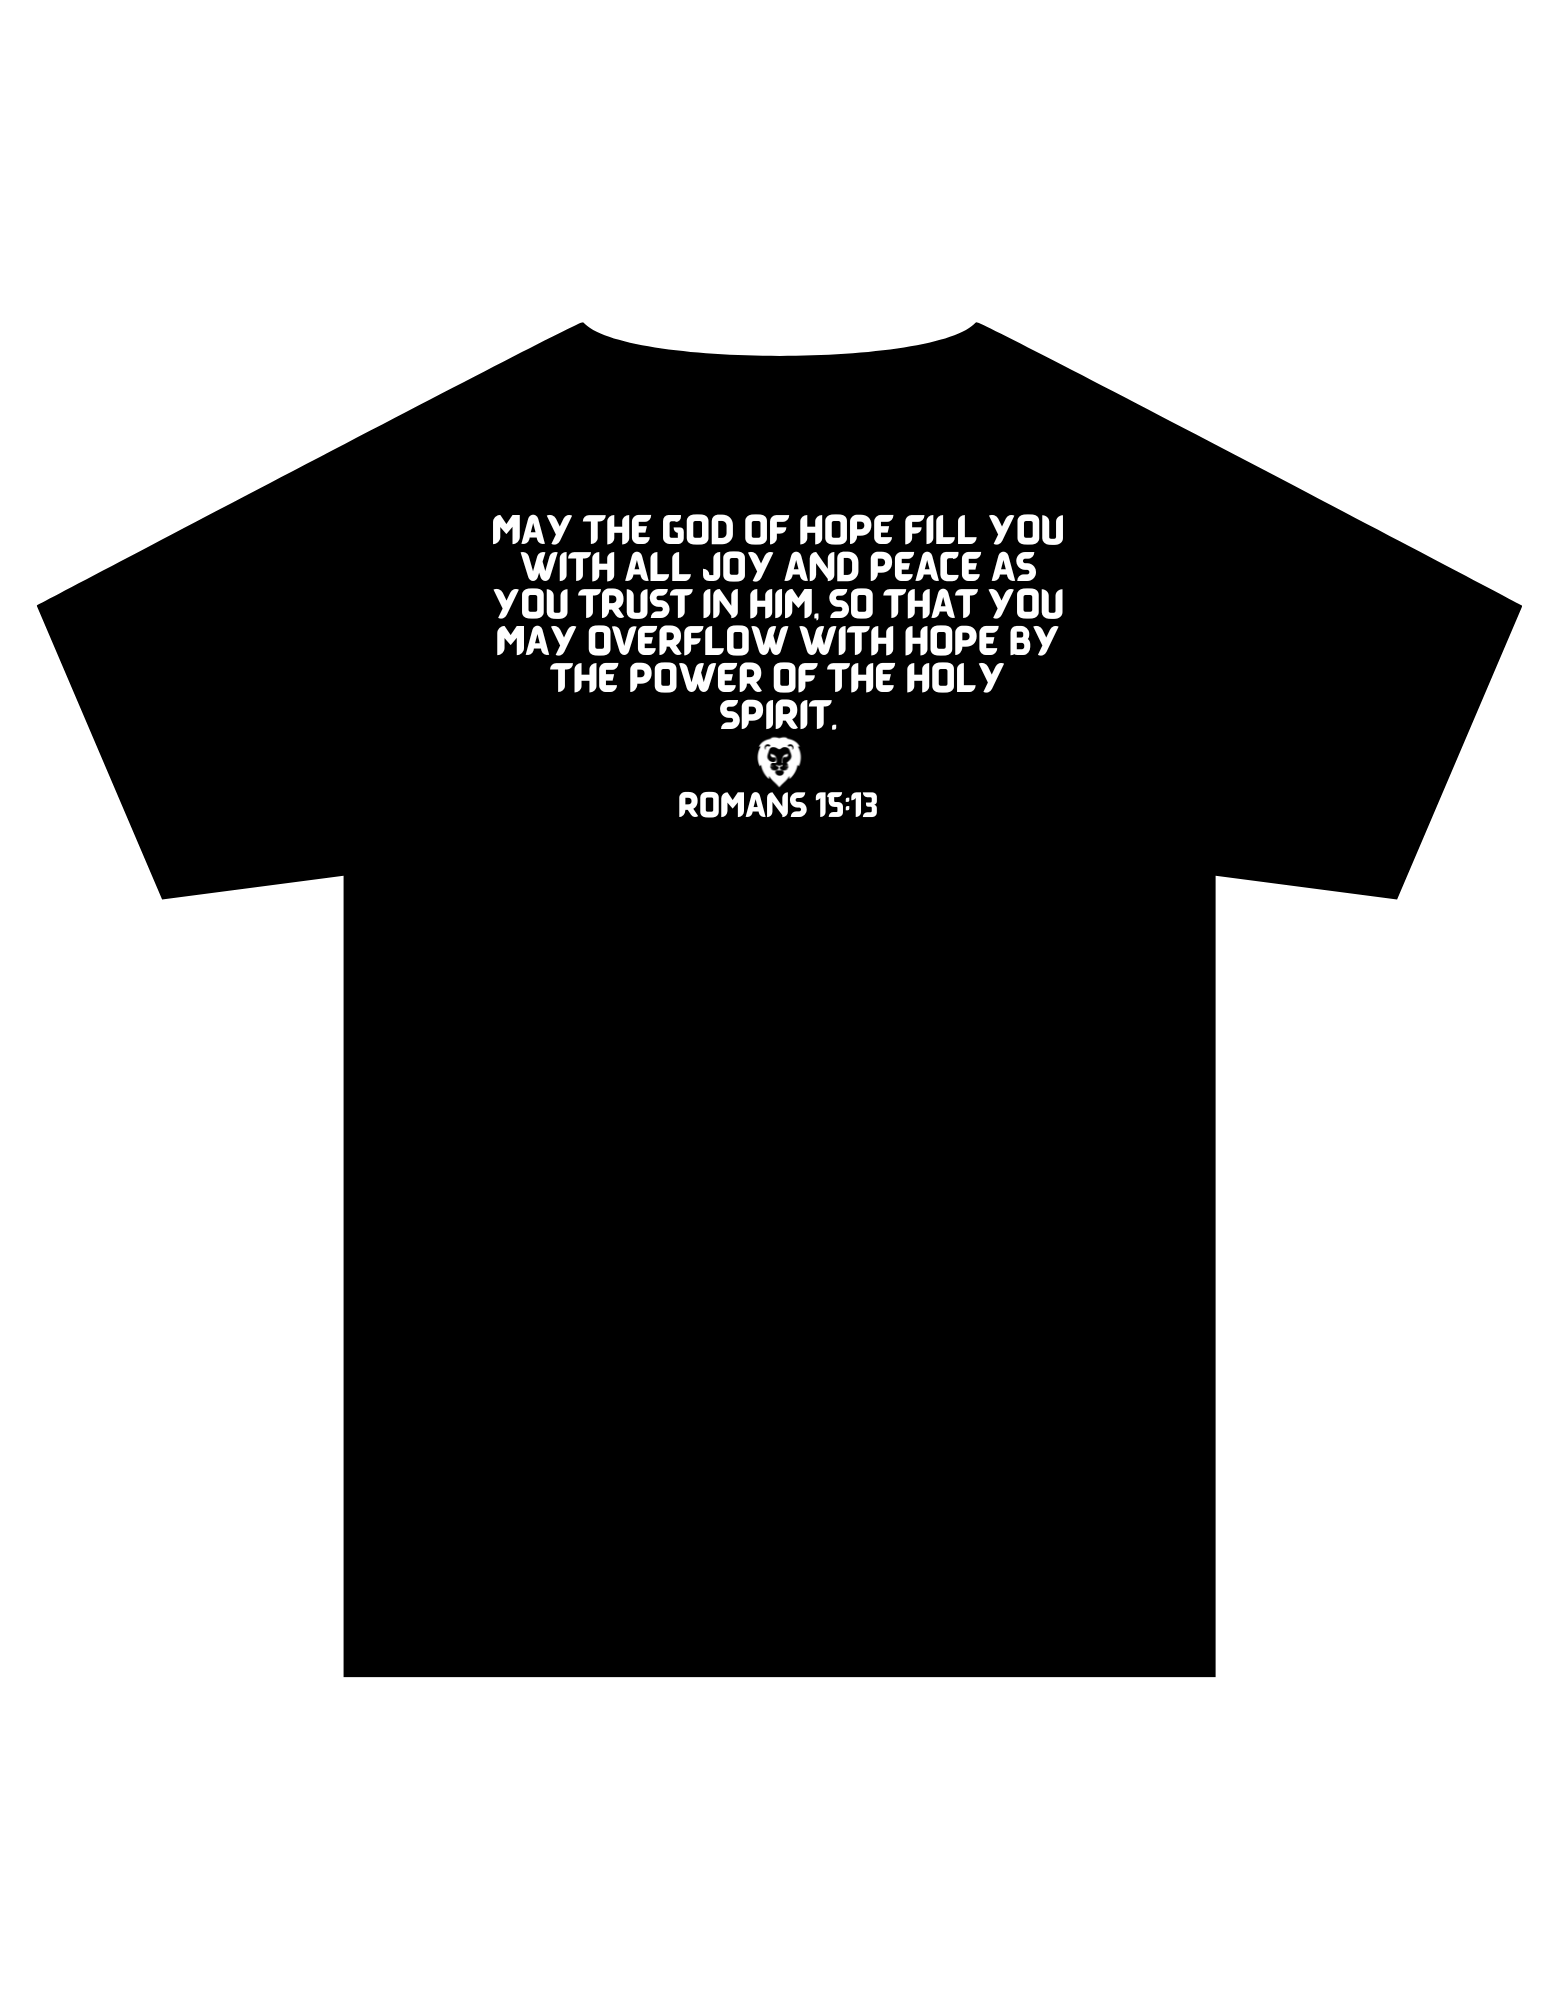 MAY THE GOD OF HOPE FILL YOU
WITH ALL JOY AND PEACE AS
YOU TRUST IN HIM, SO THAT YOU
MAY OVERFLOW WITH HOPE BY
THE POWER OF THE HOLY
SPIRIT.
ROMANS 15:13